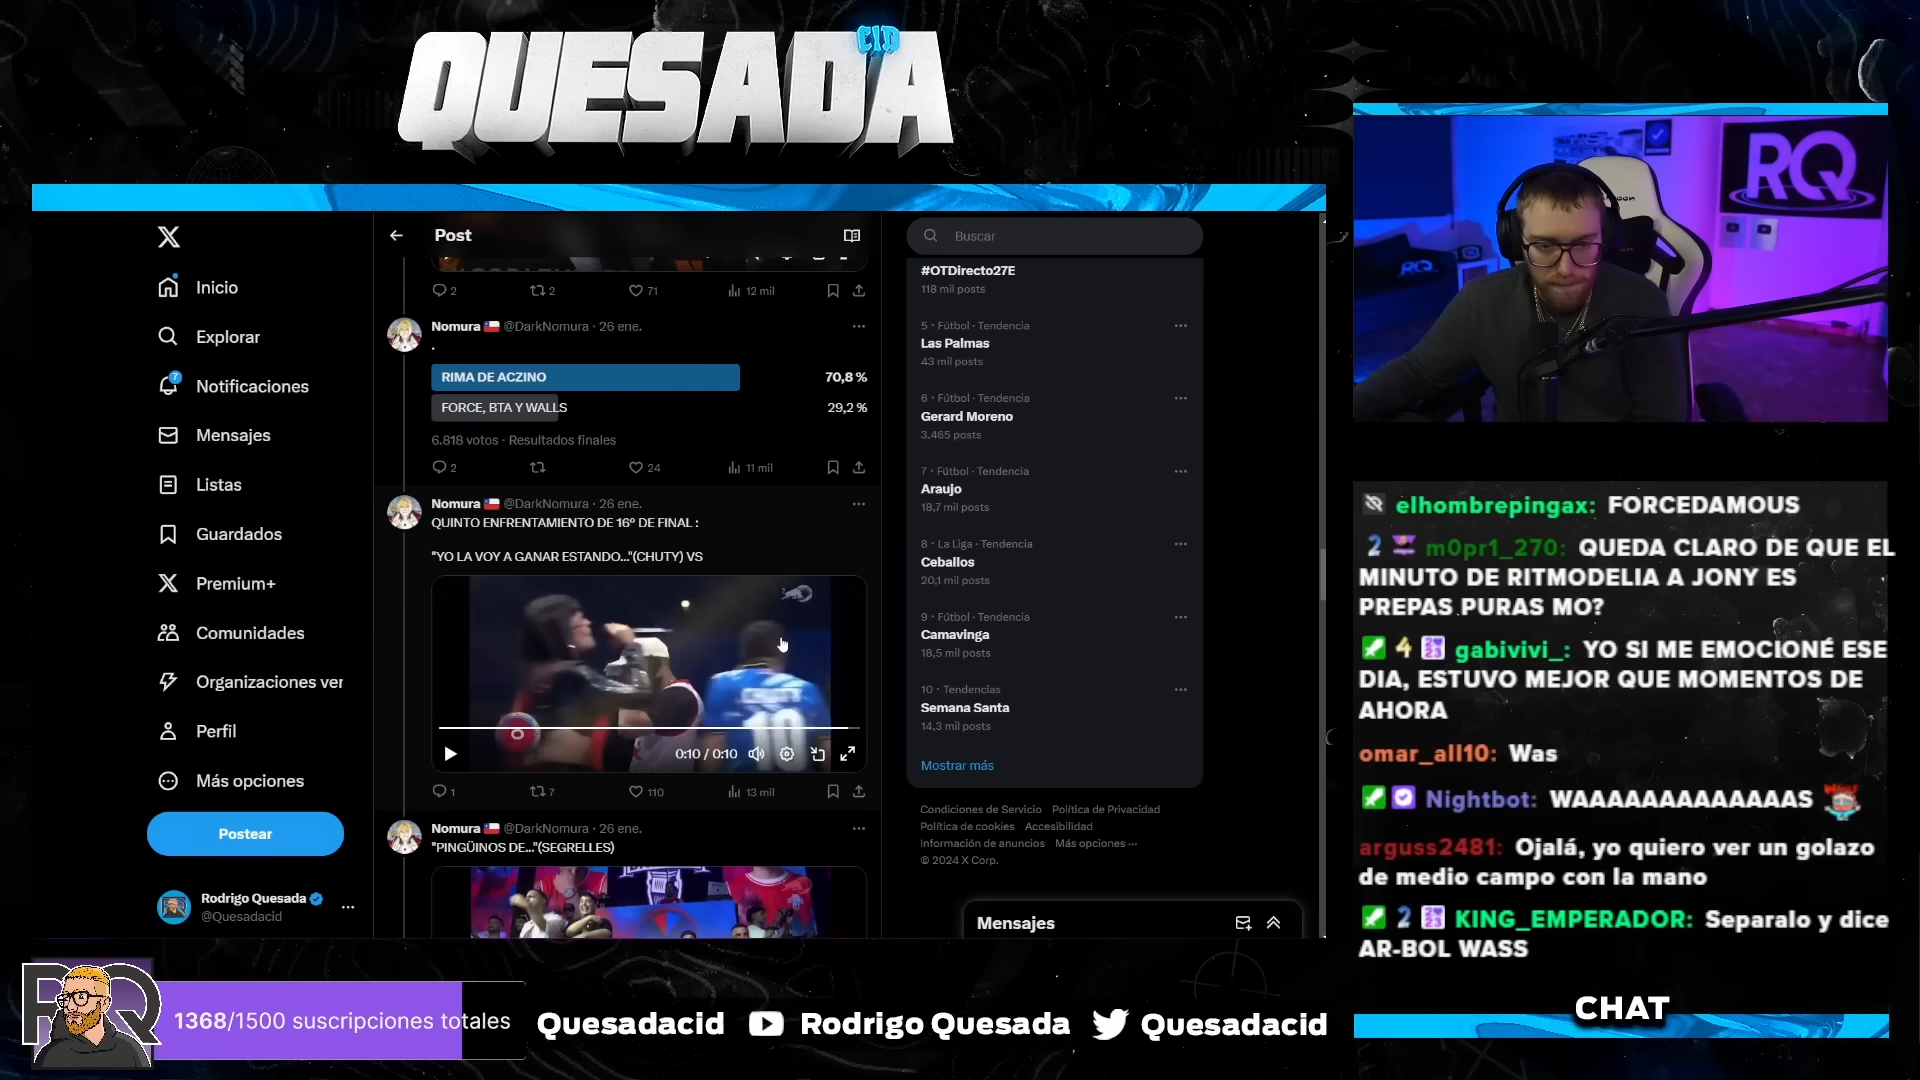 QUESADA
CID
Post
Buscar
Inicio
Explorar
7
Notificaciones
Mensajes
Listas
Guardados
Premium+
Comunidades
Organizaciones ver
Perfil
Más opciones
Postear
Rodrigo Quesada
@Quesadacid
2 2 71 12 mil
Nomura @DarkNomura · 26 ene.
.
RIMA DE ACZINO 70,8 %
FORCE, BTA Y WALLS 29,2 %
6.818 votos · Resultados finales
2 24 11 mil
Nomura @DarkNomura · 26 ene.
QUINTO ENFRENTAMIENTO DE 16º DE FINAL :
"YO LA VOY A GANAR ESTANDO..."(CHUTY) VS
10
0:10 / 0:10
1 7 110 13 mil
Nomura @DarkNomura · 26 ene.
"PINGÜINOS DE..."(SEGRELLES)
#OTDirecto27E
118 mil posts
5 · Fútbol · Tendencia
Las Palmas
43 mil posts
6 · Fútbol · Tendencia
Gerard Moreno
3.465 posts
7 · Fútbol · Tendencia
Araujo
18,7 mil posts
8 · La Liga · Tendencia
Ceballos
20,1 mil posts
9 · Fútbol · Tendencia
Camavinga
18,5 mil posts
10 · Tendencias
Semana Santa
14,3 mil posts
Mostrar más
Condiciones de Servicio Política de Privacidad
Política de cookies Accesibilidad
Información de anuncios Más opciones ···
© 2024 X Corp.
Mensajes
RQ
RQ
elhombrepingax: FORCEDAMOUS
2 m0pr1_270: QUEDA CLARO DE QUE EL
MINUTO DE RITMODELIA A JONY ES
PREPAS PURAS MO?
4 gabivivi_: YO SI ME EMOCIONÉ ESE
DIA, ESTUVO MEJOR QUE MOMENTOS DE
AHORA
omar_all10: Was
Nightbot: WAAAAAAAAAAAAS
arguss2481: Ojalá, yo quiero ver un golazo
de medio campo con la mano
2 KING_EMPERADOR: Separalo y dice
AR-BOL WASS
CHAT
RQ
1368/1500 suscripciones totales
Quesadacid Rodrigo Quesada Quesadacid